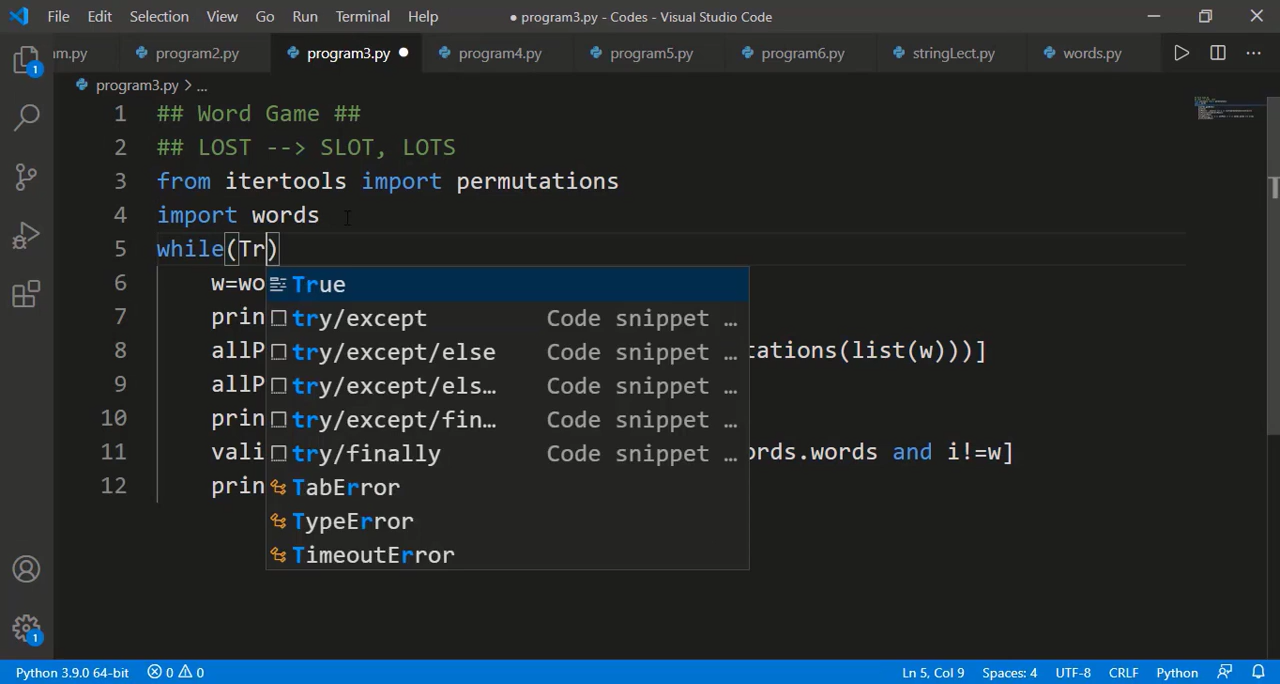 File Edit Selection View Go Run Terminal Help ● program3.py - Codes - Visual Studio Code
am.py program2.py program3.py ● program4.py program5.py program6.py stringLect.py words.py ...
program3.py > ...
1 ## Word Game ##
2 ## LOST --> SLOT, LOTS
3 from itertools import permutations
4 import words
5 while(Tr)
6 w=wo True
7 prin try/except Code snippet …
8 allP try/except/else Code snippet … tations(list(w)))]
9 allP try/except/els… Code snippet …
10 prin try/except/fin… Code snippet …
11 vali try/finally Code snippet … ords.words and i!=w]
12 prin TabError
TypeError
TimeoutError
1
1
Python 3.9.0 64-bit 0 0 Ln 5, Col 9 Spaces: 4 UTF-8 CRLF Python